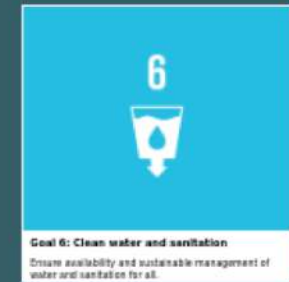 6
Goal 6: Clean water and sanitation
Ensure availability and sustainable management of
water and sanitation for all.